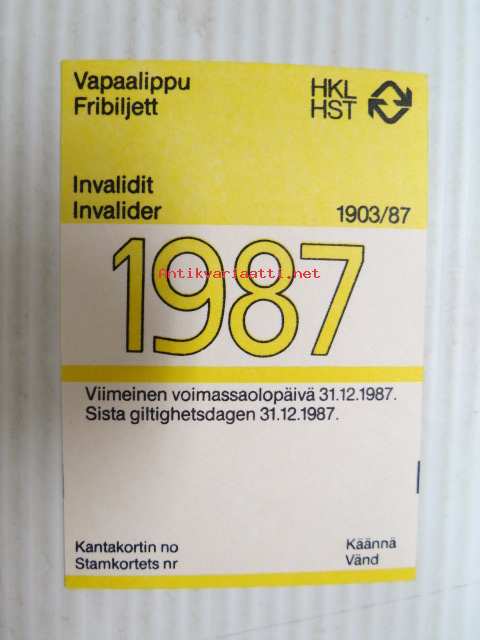 Vapaalippu
Fribiljett
HKL
HST
Invalidit
Invalider
1903/87
1987
Antikvariaatti.net
Viimeinen voimassaolopäivä 31.12.1987.
Sista giltighetsdagen 31.12.1987.
Kantakortin no
Stamkortets nr
Käännä
Vänd